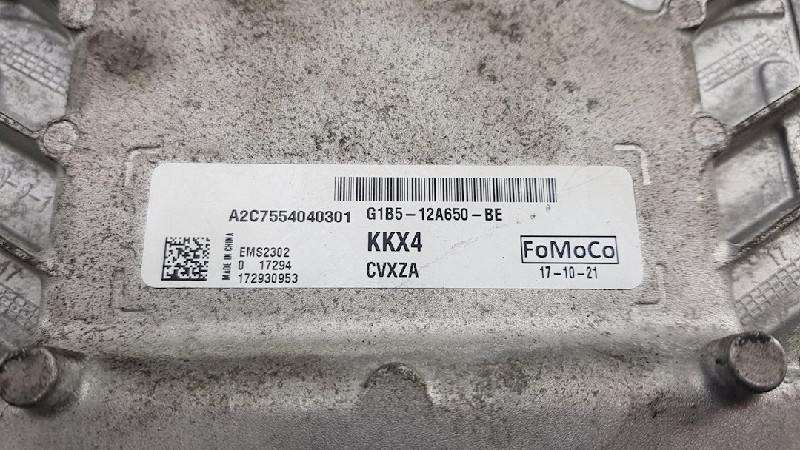 A2C7554040301 G1B5-12A650-BE
MADE IN CHINA
EMS2302
D 17294
172930953
KKX4
CVXZA
FoMoCo
17-10-21